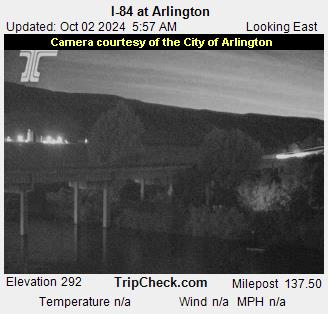 I-84 at Arlington
Updated: Oct 02 2024 5:57 AM Looking East
Camera courtesy of the City of Arlington
Elevation 292 TripCheck.com Milepost 137.50
Temperature n/a Wind n/a MPH n/a